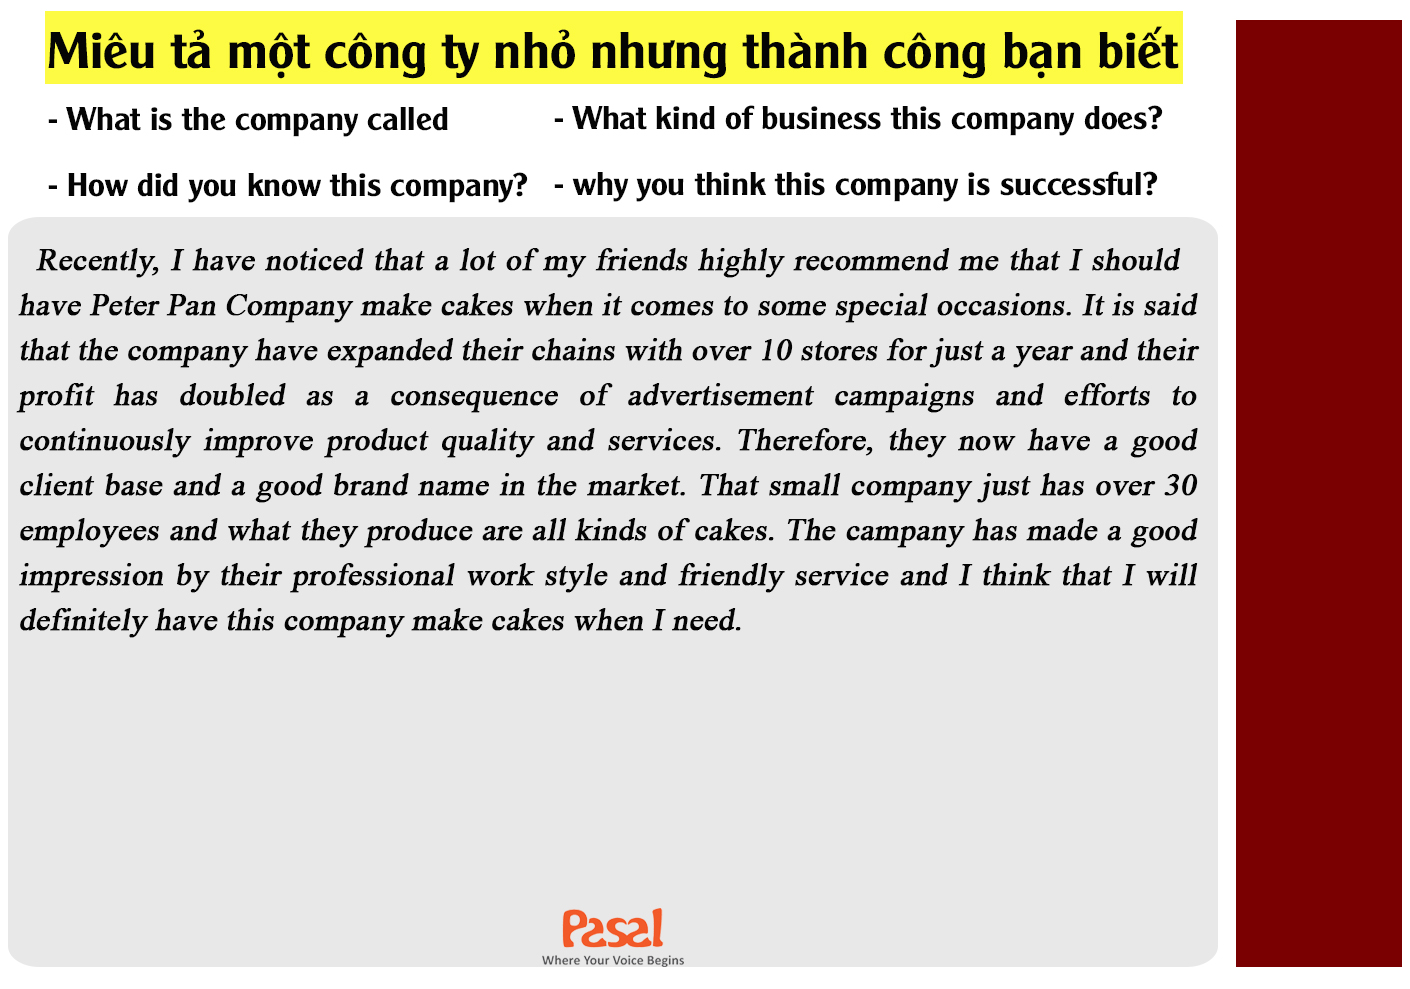 Miêu tả một công ty nhỏ nhưng thành công bạn biết
- What is the company called
- What kind of business this company does?
- How did you know this company?
- why you think this company is successful?
Recently, I have noticed that a lot of my friends highly recommend me that I should
have Peter Pan Company make cakes when it comes to some special occasions. It is said
that the company have expanded their chains with over 10 stores for just a year and their
profit has doubled as a consequence of advertisement campaigns and efforts to
continuously improve product quality and services. Therefore, they now have a good
client base and a good brand name in the market. That small company just has over 30
employees and what they produce are all kinds of cakes. The campany has made a good
impression by their professional work style and friendly service and I think that I will
definitely have this company make cakes when I need.
Pasal
Where Your Voice Begins